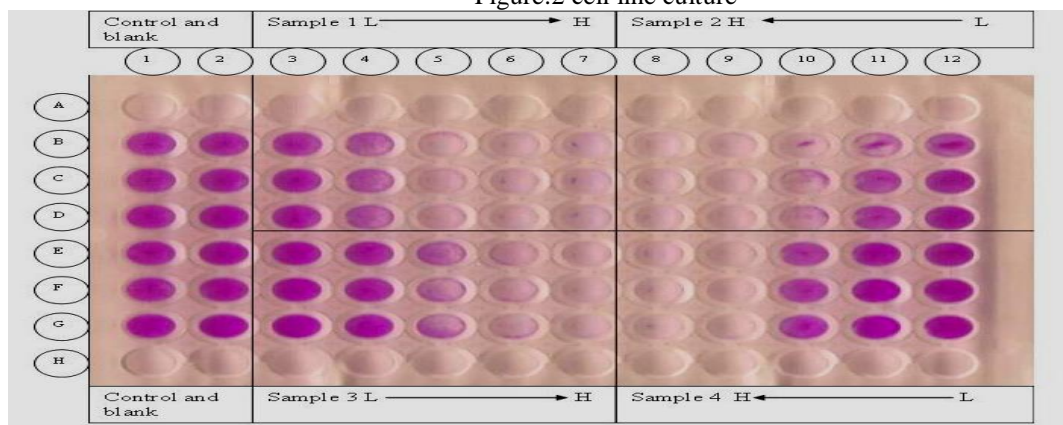 Figure.2 cell line culture
Control and blank
Sample 1 L H
Sample 2 H L
1 2 3 4 5 6 7 8 9 10 11 12
A
B
C
D
E
F
G
H
Control and blank
Sample 3 L H
Sample 4 H L